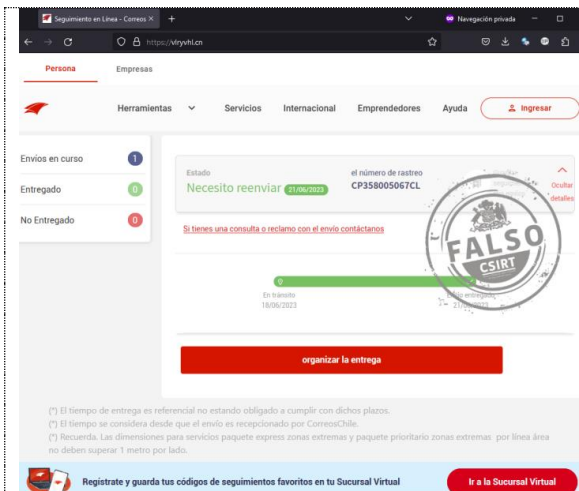 Seguimiento en Línea - Correos
Navegación privada
https://vlryvhl.cn
Persona
Empresas
Herramientas
Servicios
Internacional
Emprendedores
Ayuda
Ingresar
Envíos en curso
1
Entregado
0
No Entregado
0
Estado
Necesito reenviar
21/06/2023
el número de rastreo
CP358005067CL
Ocultar
detalles
Si tienes una consulta o reclamo con el envío contáctanos
FALSO
CSIRT
En tránsito
18/06/2023
Envío entregado
21/06/2023
organizar la entrega
(*) El tiempo de entrega es referencial no estando obligado a cumplir con dichos plazos.
(*) El tiempo se considera desde que el envío es recepcionado por CorreosChile.
(*) Recuerda. Las dimensiones para servicios paquete express zonas extremas y paquete prioritario zonas extremas por línea área
no deben superar 1 metro por lado.
Regístrate y guarda tus códigos de seguimientos favoritos en tu Sucursal Virtual
Ir a la Sucursal Virtual